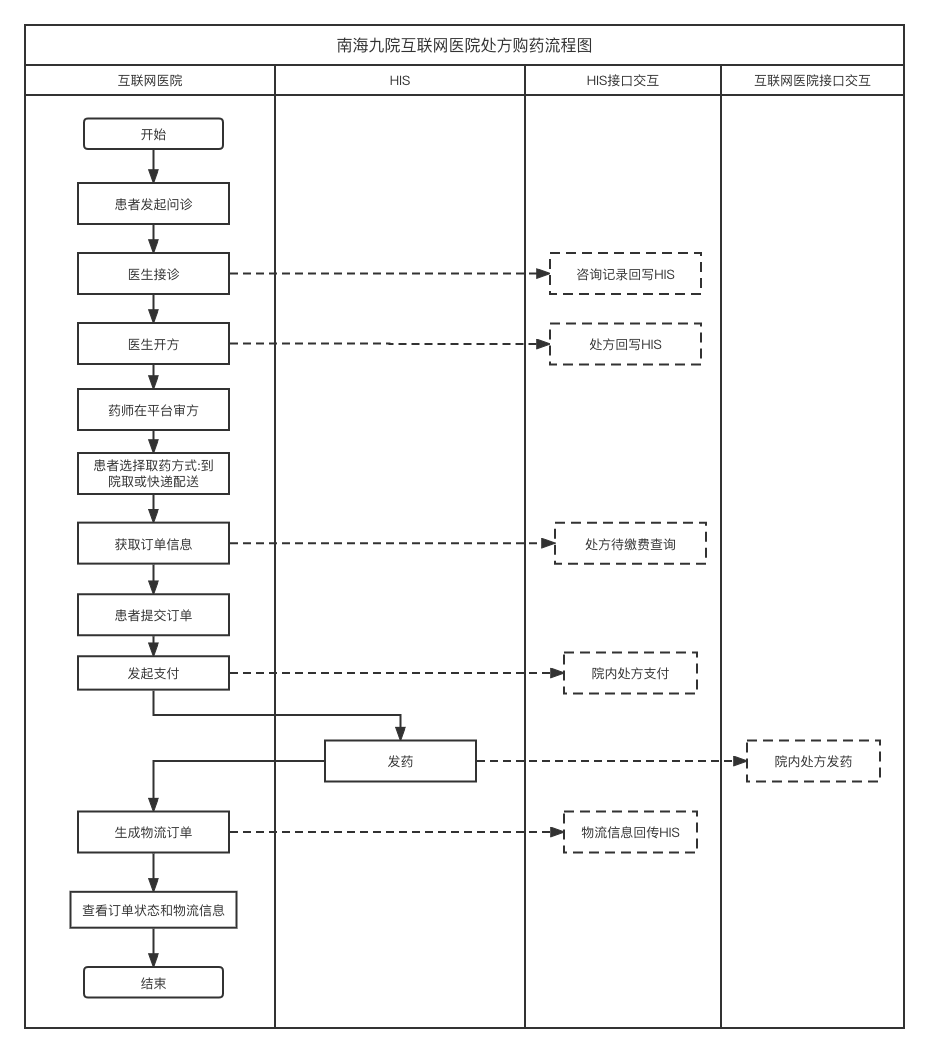 南海九院互联网医院处方购药流程图
互联网医院
HIS
HIS接口交互
互联网医院接口交互
开始
患者发起问诊
医生接诊
咨询记录回写HIS
医生开方
处方回写HIS
药师在平台审方
患者选择取药方式:到
院取或快递配送
获取订单信息
处方待缴费查询
患者提交订单
发起支付
院内处方支付
发药
院内处方发药
生成物流订单
物流信息回传HIS
查看订单状态和物流信息
结束